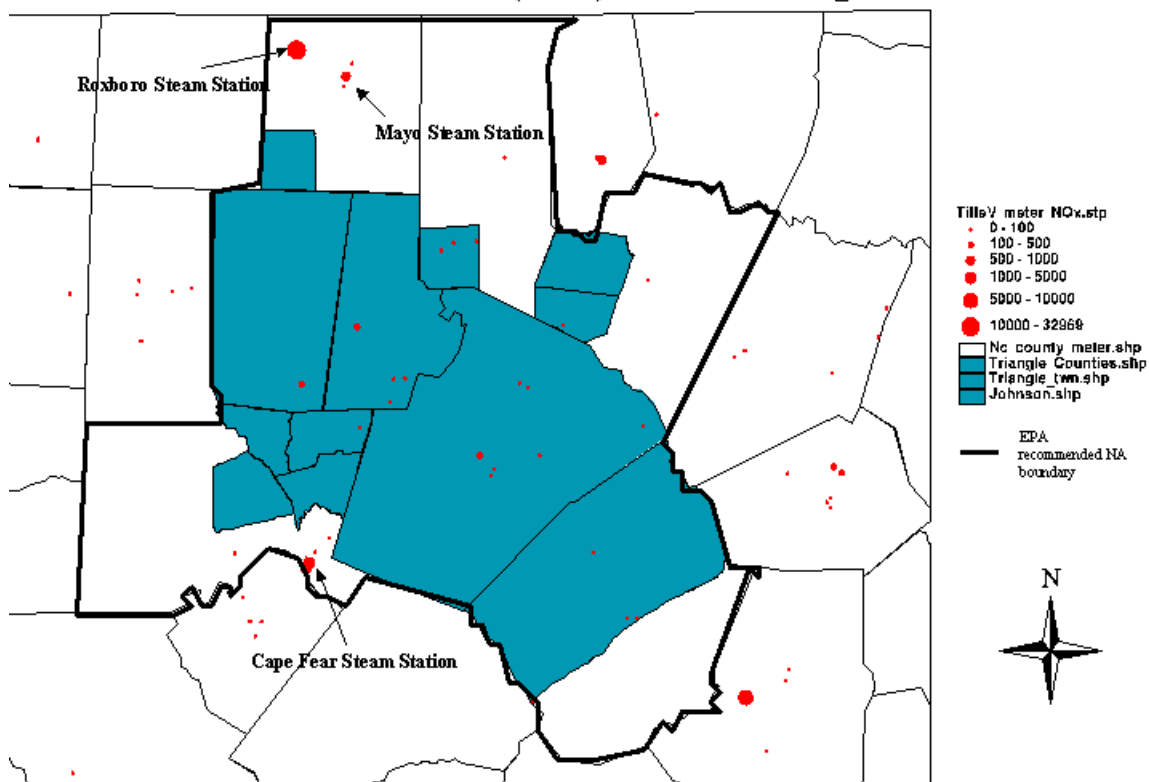 Roxboro Steam Station
Mayo Steam Station
Cape Fear Steam Station
TilleV meter NOx.stp
0 - 100
100 - 500
500 - 1000
1000 - 5000
5000 - 10000
10000 - 32969
Nc county meter.shp
Triangle Counties.shp
Triangle_twn.shp
Johnson.shp
EPA
recommended NA
boundary
N